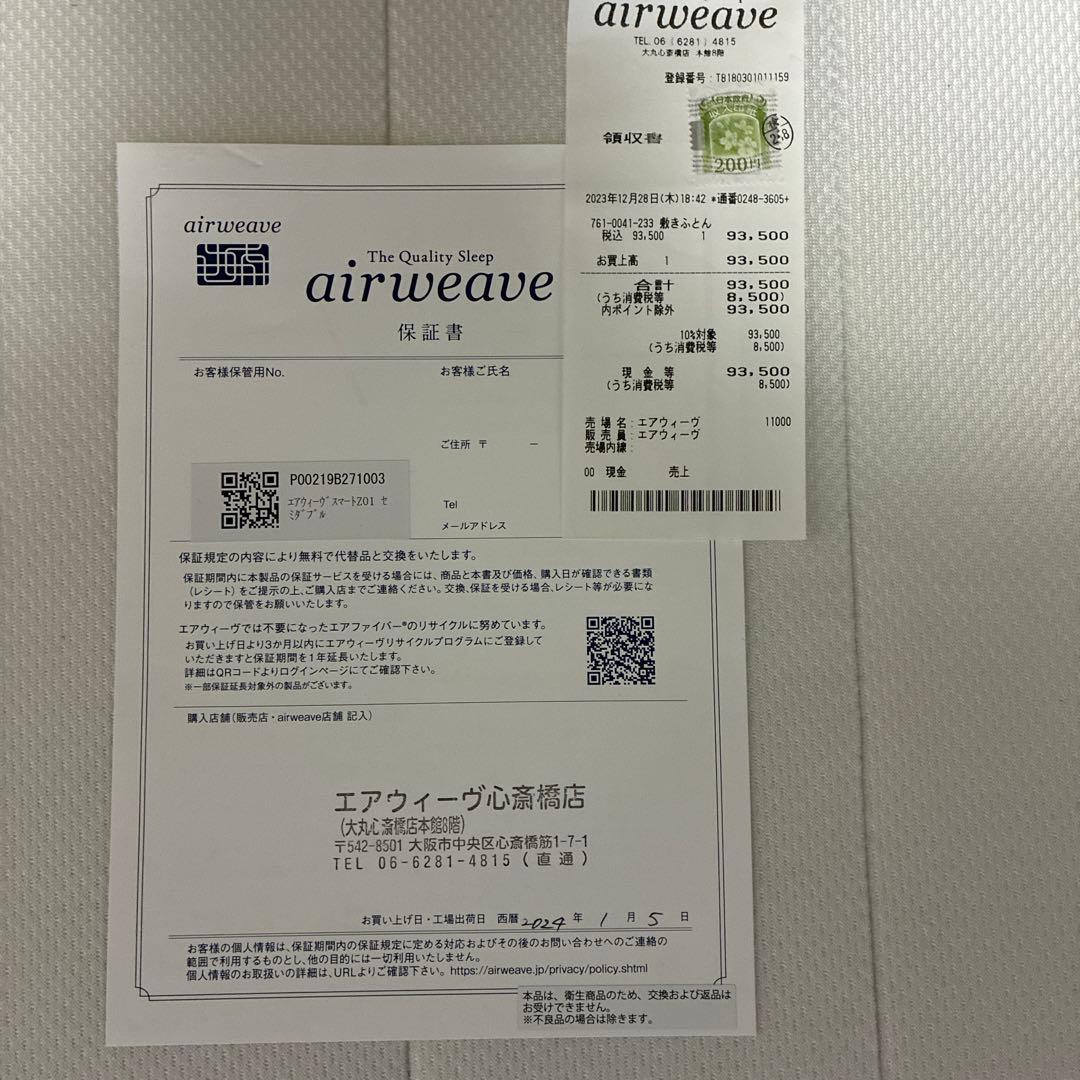 airweave
TEL.06(6281)4815
大丸心斎橋店 本館8階
登録番号:T8180301011159
日本政府
収入印紙
200円
領収書
2023年12月28日(木)18:42 *通番0248-3605+
761-0041-233 敷きふとん
税込 93,500 1 93,500
お買上高 1 93,500
合計 93,500
(うち消費税等 8,500)
内ポイント除外 93,500
10%対象 93,500
(うち消費税等 8,500)
現金等 93,500
(うち消費税等 8,500)
売場名:エアウィーヴ 11000
販売員:エアウィーヴ
売場内線:
00 現金 売上
airweave
The Quality Sleep
airweave
保証書
お客様保管用No.
お客様ご氏名
ご住所 〒 −
P00219B271003
エアウィーヴスマートZ01 セ
ミダブル
Tel
メールアドレス
保証規定の内容により無料で代替品と交換をいたします。
保証期間内に本製品の保証サービスを受ける場合には、商品と本書及び価格、購入日が確認できる書類
(レシート)をご提示の上、ご購入店までご連絡ください。交換、保証を受ける場合、レシート等が必要にな
りますので保管をお願いいたします。
エアウィーヴでは不要になったエアファイバー®のリサイクルに努めています。
お買い上げ日より3か月以内にエアウィーヴリサイクルプログラムにご登録して
いただきますと保証期間を1年延長いたします。
詳細はQRコードよりログインページにてご確認下さい。
※一部保証延長対象外の製品がございます。
購入店舗(販売店・airweave店舗 記入)
エアウィーヴ心斎橋店
(大丸心斎橋店本館8階)
〒542-8501 大阪市中央区心斎橋筋1-7-1
TEL 06-6281-4815(直通)
お買い上げ日・工場出荷日 西暦2024年 1月 5日
お客様の個人情報は、保証期間内の保証規定に定める対応およびその後のお問い合わせへのご連絡の
範囲で利用するものとし、他の目的には一切利用いたしません。
個人情報のお取扱いの詳細は、URLよりご確認下さい。https://airweave.jp/privacy/policy.shtml
本品は、衛生商品のため、交換および返品は
お受けできません。
※不良品の場合は除きます。